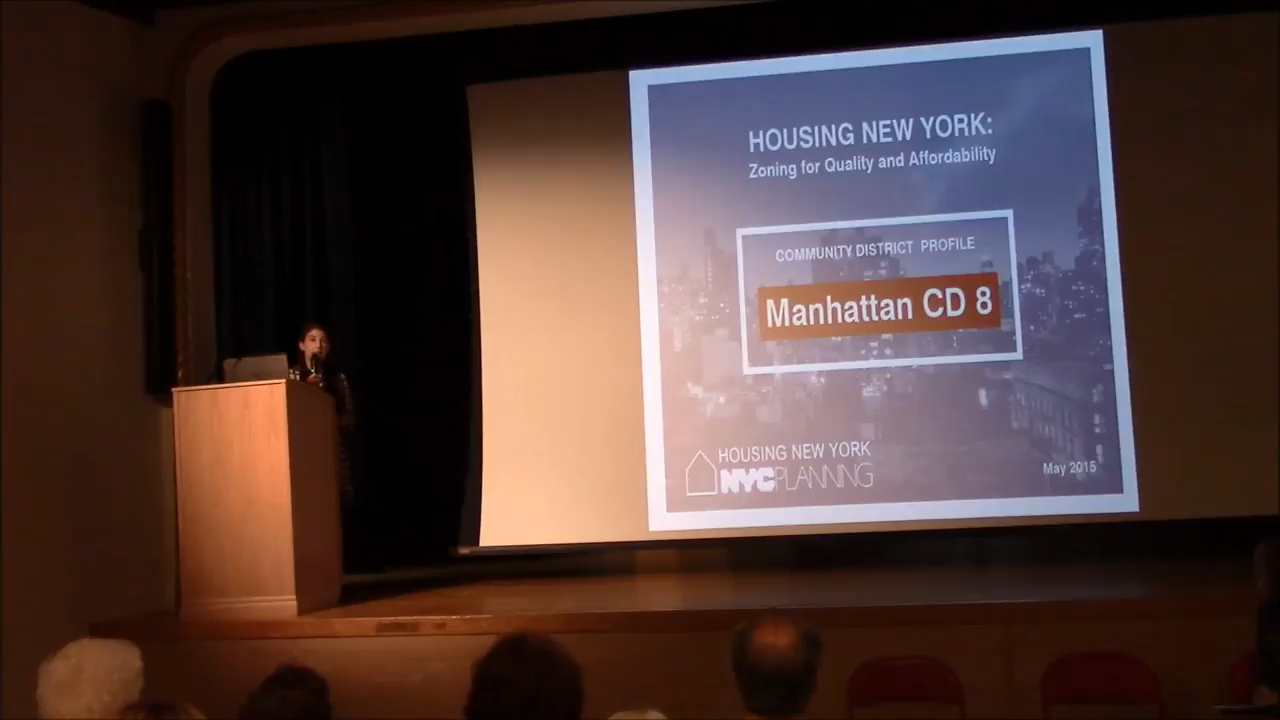 HOUSING NEW YORK:
Zoning for Quality and Affordability
COMMUNITY DISTRICT PROFILE
Manhattan CD 8
HOUSING NEW YORK
NYCPLANNING
May 2015